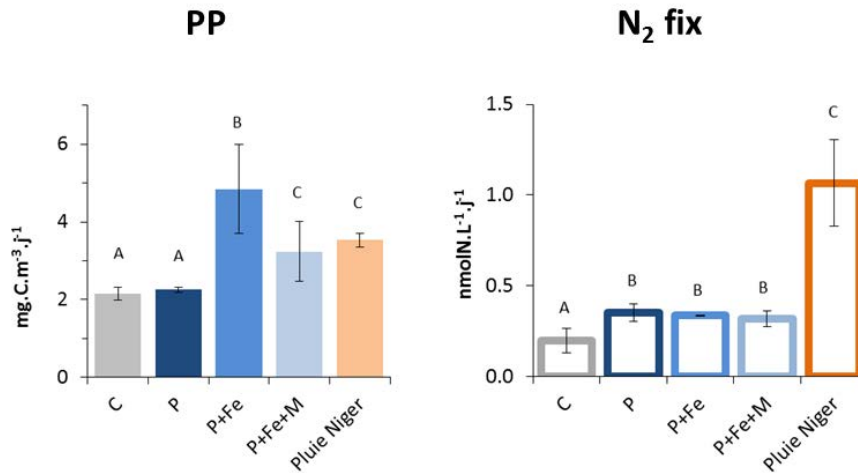 PP
mg.C.m⁻³.j⁻¹
6
4
2
0
A
A
B
C
C
C
P
P+Fe
P+Fe+M
Pluie Niger
N₂ fix
nmolN.L⁻¹.j⁻¹
1.5
1.0
0.5
0.0
A
B
B
B
C
C
P
P+Fe
P+Fe+M
Pluie Niger